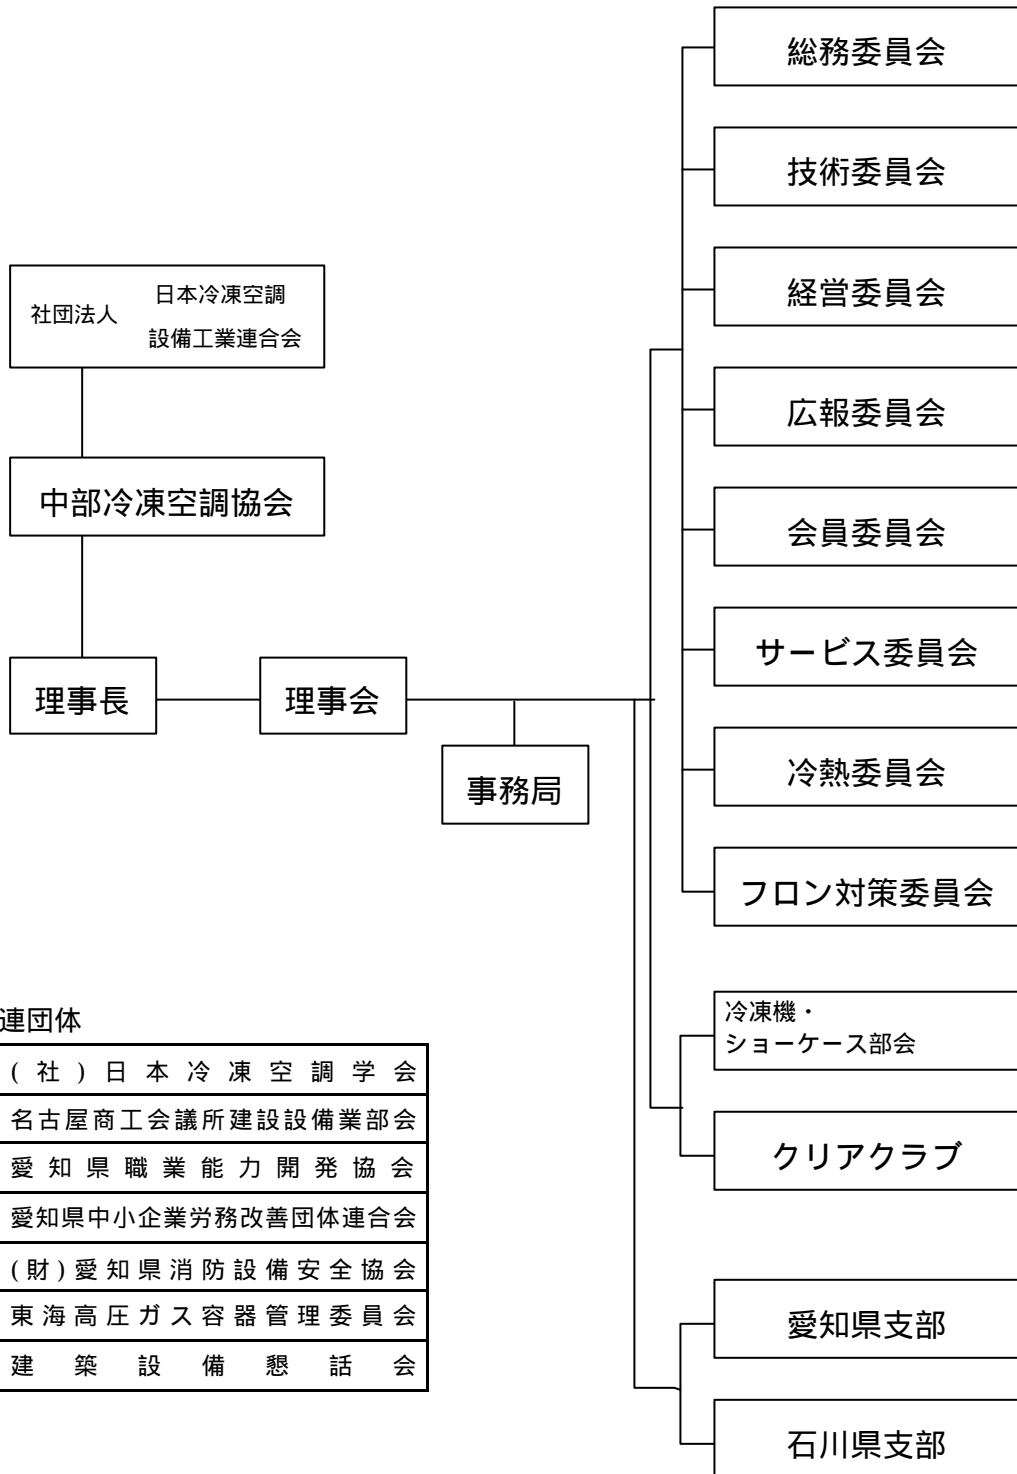 総務委員会
技術委員会
経営委員会
広報委員会
会員委員会
サービス委員会
冷熱委員会
フロン対策委員会
冷凍機・
ショーケース部会
クリアクラブ
愛知県支部
石川県支部
社団法人
日本冷凍空調
設備工業連合会
中部冷凍空調協会
理事長
理事会
事務局
連団体
(社)日本冷凍空調学会
名古屋商工会議所建設設備業部会
愛知県職業能力開発協会
愛知県中小企業労務改善団体連合会
(財)愛知県消防設備安全協会
東海高圧ガス容器管理委員会
建築設備懇話会